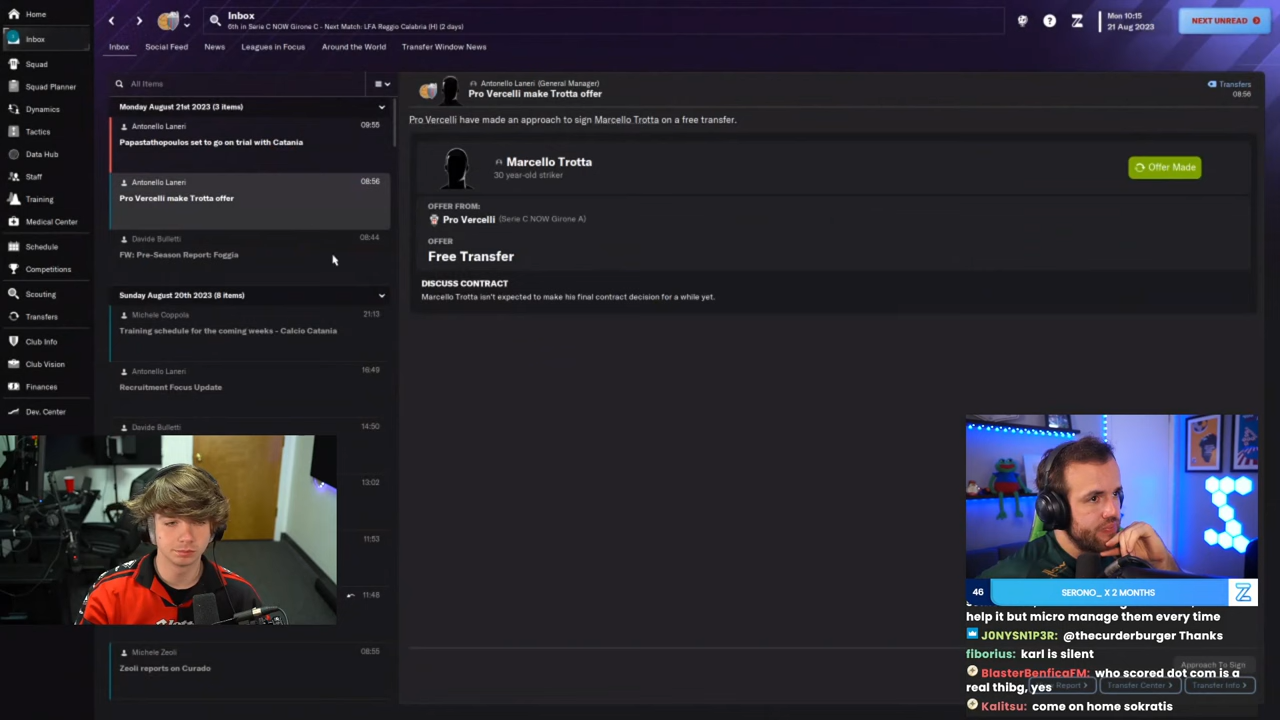 Home
Inbox
Squad
Squad Planner
Dynamics
Tactics
Data Hub
Staff
Training
Medical Center
Schedule
Competitions
Scouting
Transfers
Club Info
Club Vision
Finances
Dev. Center
Inbox
6th in Serie C NOW Girone C - Next Match: LFA Reggio Calabria (H) (2 days)
Mon 10:15
21 Aug 2023
NEXT UNREAD
Inbox Social Feed News Leagues in Focus Around the World Transfer Window News
All Items
Monday August 21st 2023 (3 items)
Antonello Laneri 09:55
Papastathopoulos set to go on trial with Catania
Antonello Laneri 08:56
Pro Vercelli make Trotta offer
Davide Bulletti 08:44
FW: Pre-Season Report: Foggia
Sunday August 20th 2023 (8 items)
Michele Coppola 21:13
Training schedule for the coming weeks - Calcio Catania
Antonello Laneri 16:49
Recruitment Focus Update
Davide Bulletti 14:50
13:02
11:53
11:48
Michele Zeoli 08:55
Zeoli reports on Curado
Antonello Laneri (General Manager)
Pro Vercelli make Trotta offer
Transfers
08:56
Pro Vercelli have made an approach to sign Marcello Trotta on a free transfer.
Marcello Trotta
30 year-old striker
Offer Made
OFFER FROM:
Pro Vercelli (Serie C NOW Girone A)
OFFER
Free Transfer
DISCUSS CONTRACT
Marcello Trotta isn't expected to make his final contract decision for a while yet.
46 SERONO_ X 2 MONTHS
help it but micro manage them every time
J0NYSN1P3R: @thecurderburger Thanks
fiborius: karl is silent
Approach To Sign
BlasterBenficaFM: who scored dot com is a
real thibg, yes
Report Transfer Center Transfer Info
Kalitsu: come on home sokratis